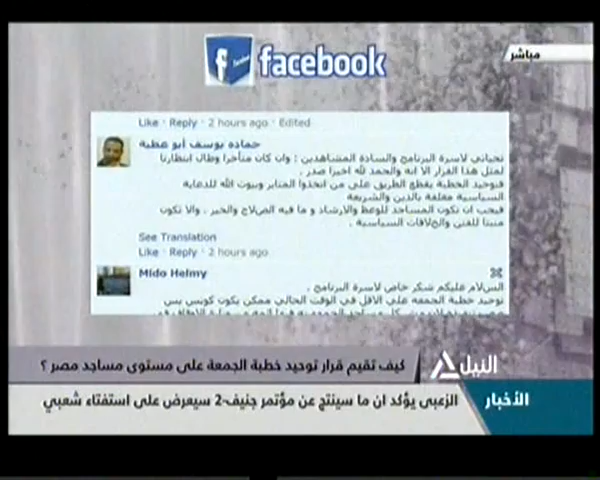 facebook
مباشر
Like · Reply · 2 hours ago · Edited
حماده يوسف أبو عطية
تحياتي لاسرة البرنامج والسادة المشاهدين : وان كان متأخرا وطال انتظارنا
لمثل هذا القرار الا انه والحمد لله اخيرا صدر .
فتوحيد الخطبة يقطع الطريق على من اتخذوا المنابر وبيوت الله للدعاية
السياسية مغلفة بالدين والشريعة
فيجب ان تكون المساجد للوعظ والارشاد و ما فيه الصلاح والخير . والا تكون
منبتا للفتن والخلافات السياسية .
See Translation
Like · Reply · 2 hours ago
Mido Helmy
السلام عليكم شكر خاص لاسرة البرنامج .
توحيد خطبة الجمعه على الاقل في الوقت الحالي ممكن يكون كويس بس
النيل
كيف تقيم قرار توحيد خطبة الجمعة على مستوى مساجد مصر ؟
الأخبار
الزعبى يؤكد ان ما سينتج عن مؤتمر جنيف-2 سيعرض على استفتاء شعبي